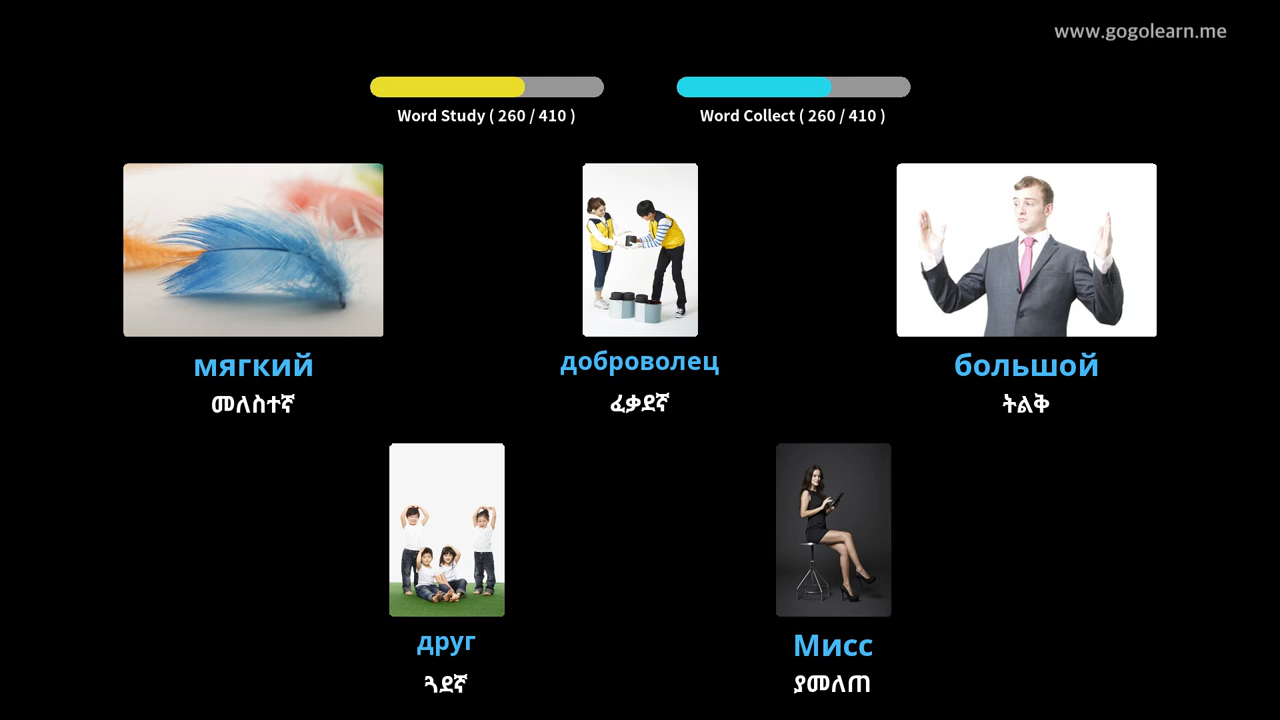 www.gogolearn.me
Word Study ( 260 / 410 )
Word Collect ( 260 / 410 )
мягкий
መለስተኛ
доброволец
ፈቃደኛ
большой
ትልቅ
друг
ጓደኛ
Мисс
ያመለጠ